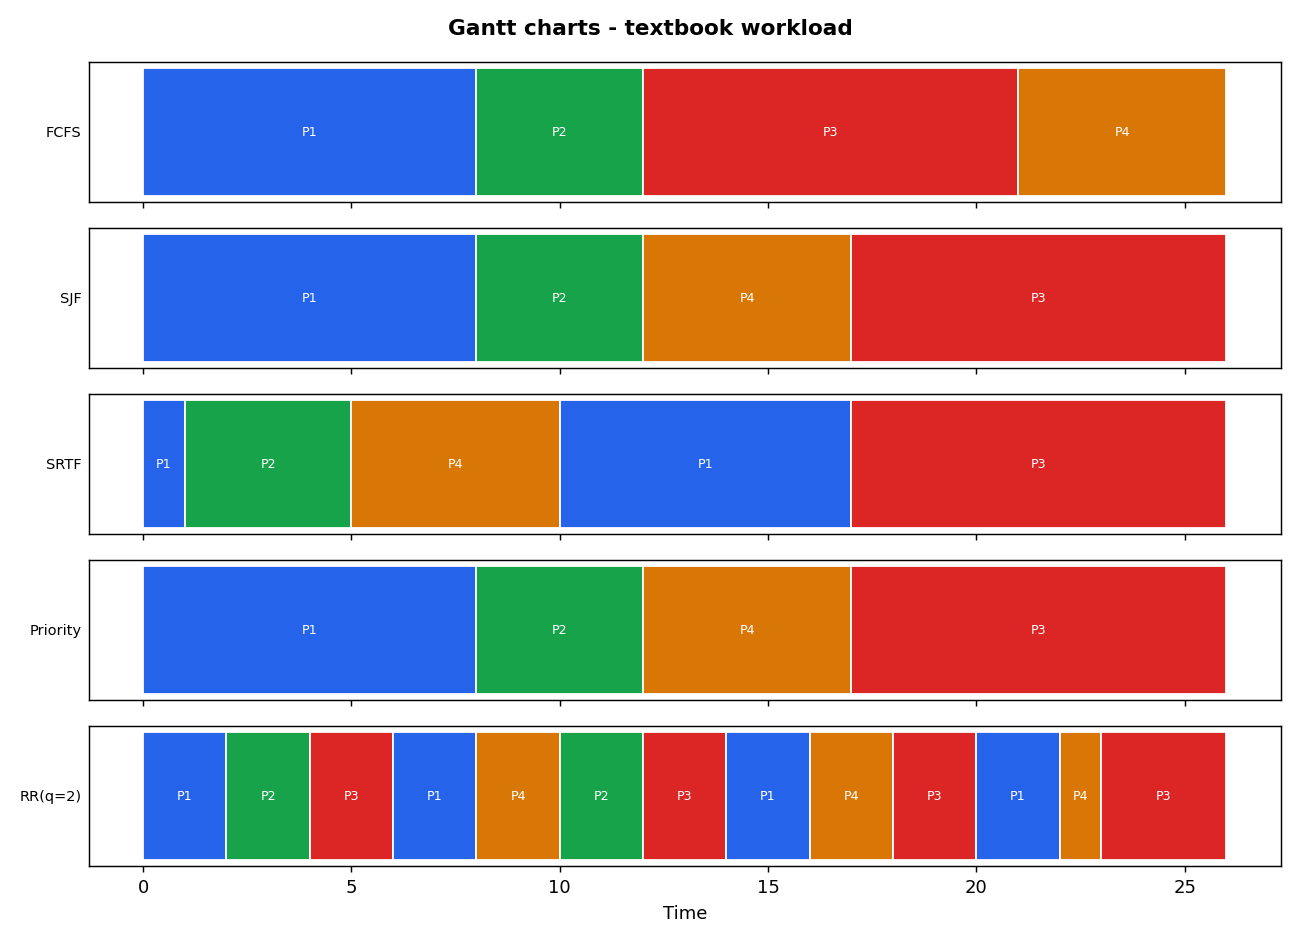 Gantt charts - textbook workload
FCFS P1 P2 P3 P4
SJF P1 P2 P4 P3
SRTF P1 P2 P4 P1 P3
Priority P1 P2 P4 P3
RR(q=2) P1 P2 P3 P1 P4 P2 P3 P1 P4 P3 P1 P4 P3
0 5 10 15 20 25
Time